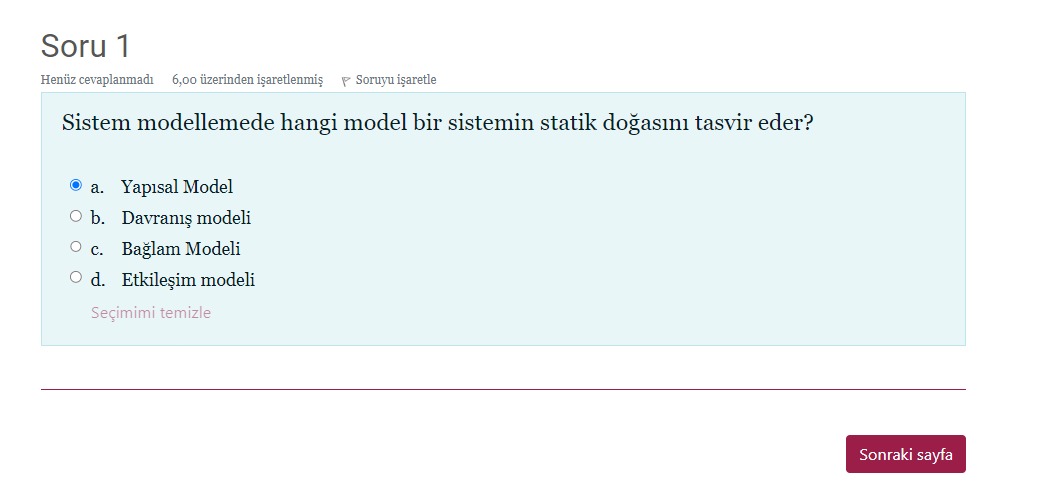 Soru 1
Henüz cevaplanmadı 6,00 üzerinden işaretlenmiş Soruyu işaretle
Sistem modellemede hangi model bir sistemin statik doğasını tasvir eder?
a. Yapısal Model
b. Davranış modeli
c. Bağlam Modeli
d. Etkileşim modeli
Seçimimi temizle
Sonraki sayfa